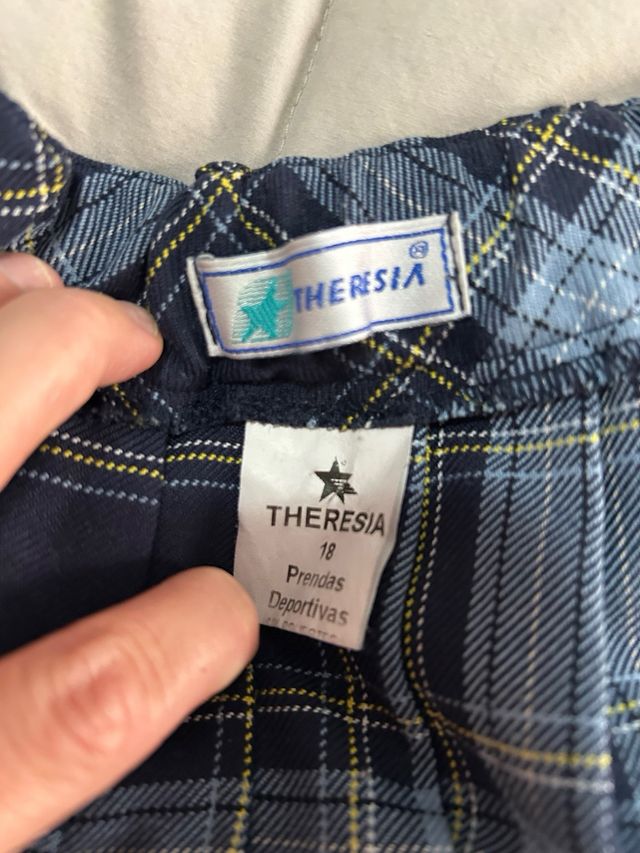 THERESIA ®
THERESIA
18
Prendas
Deportivas